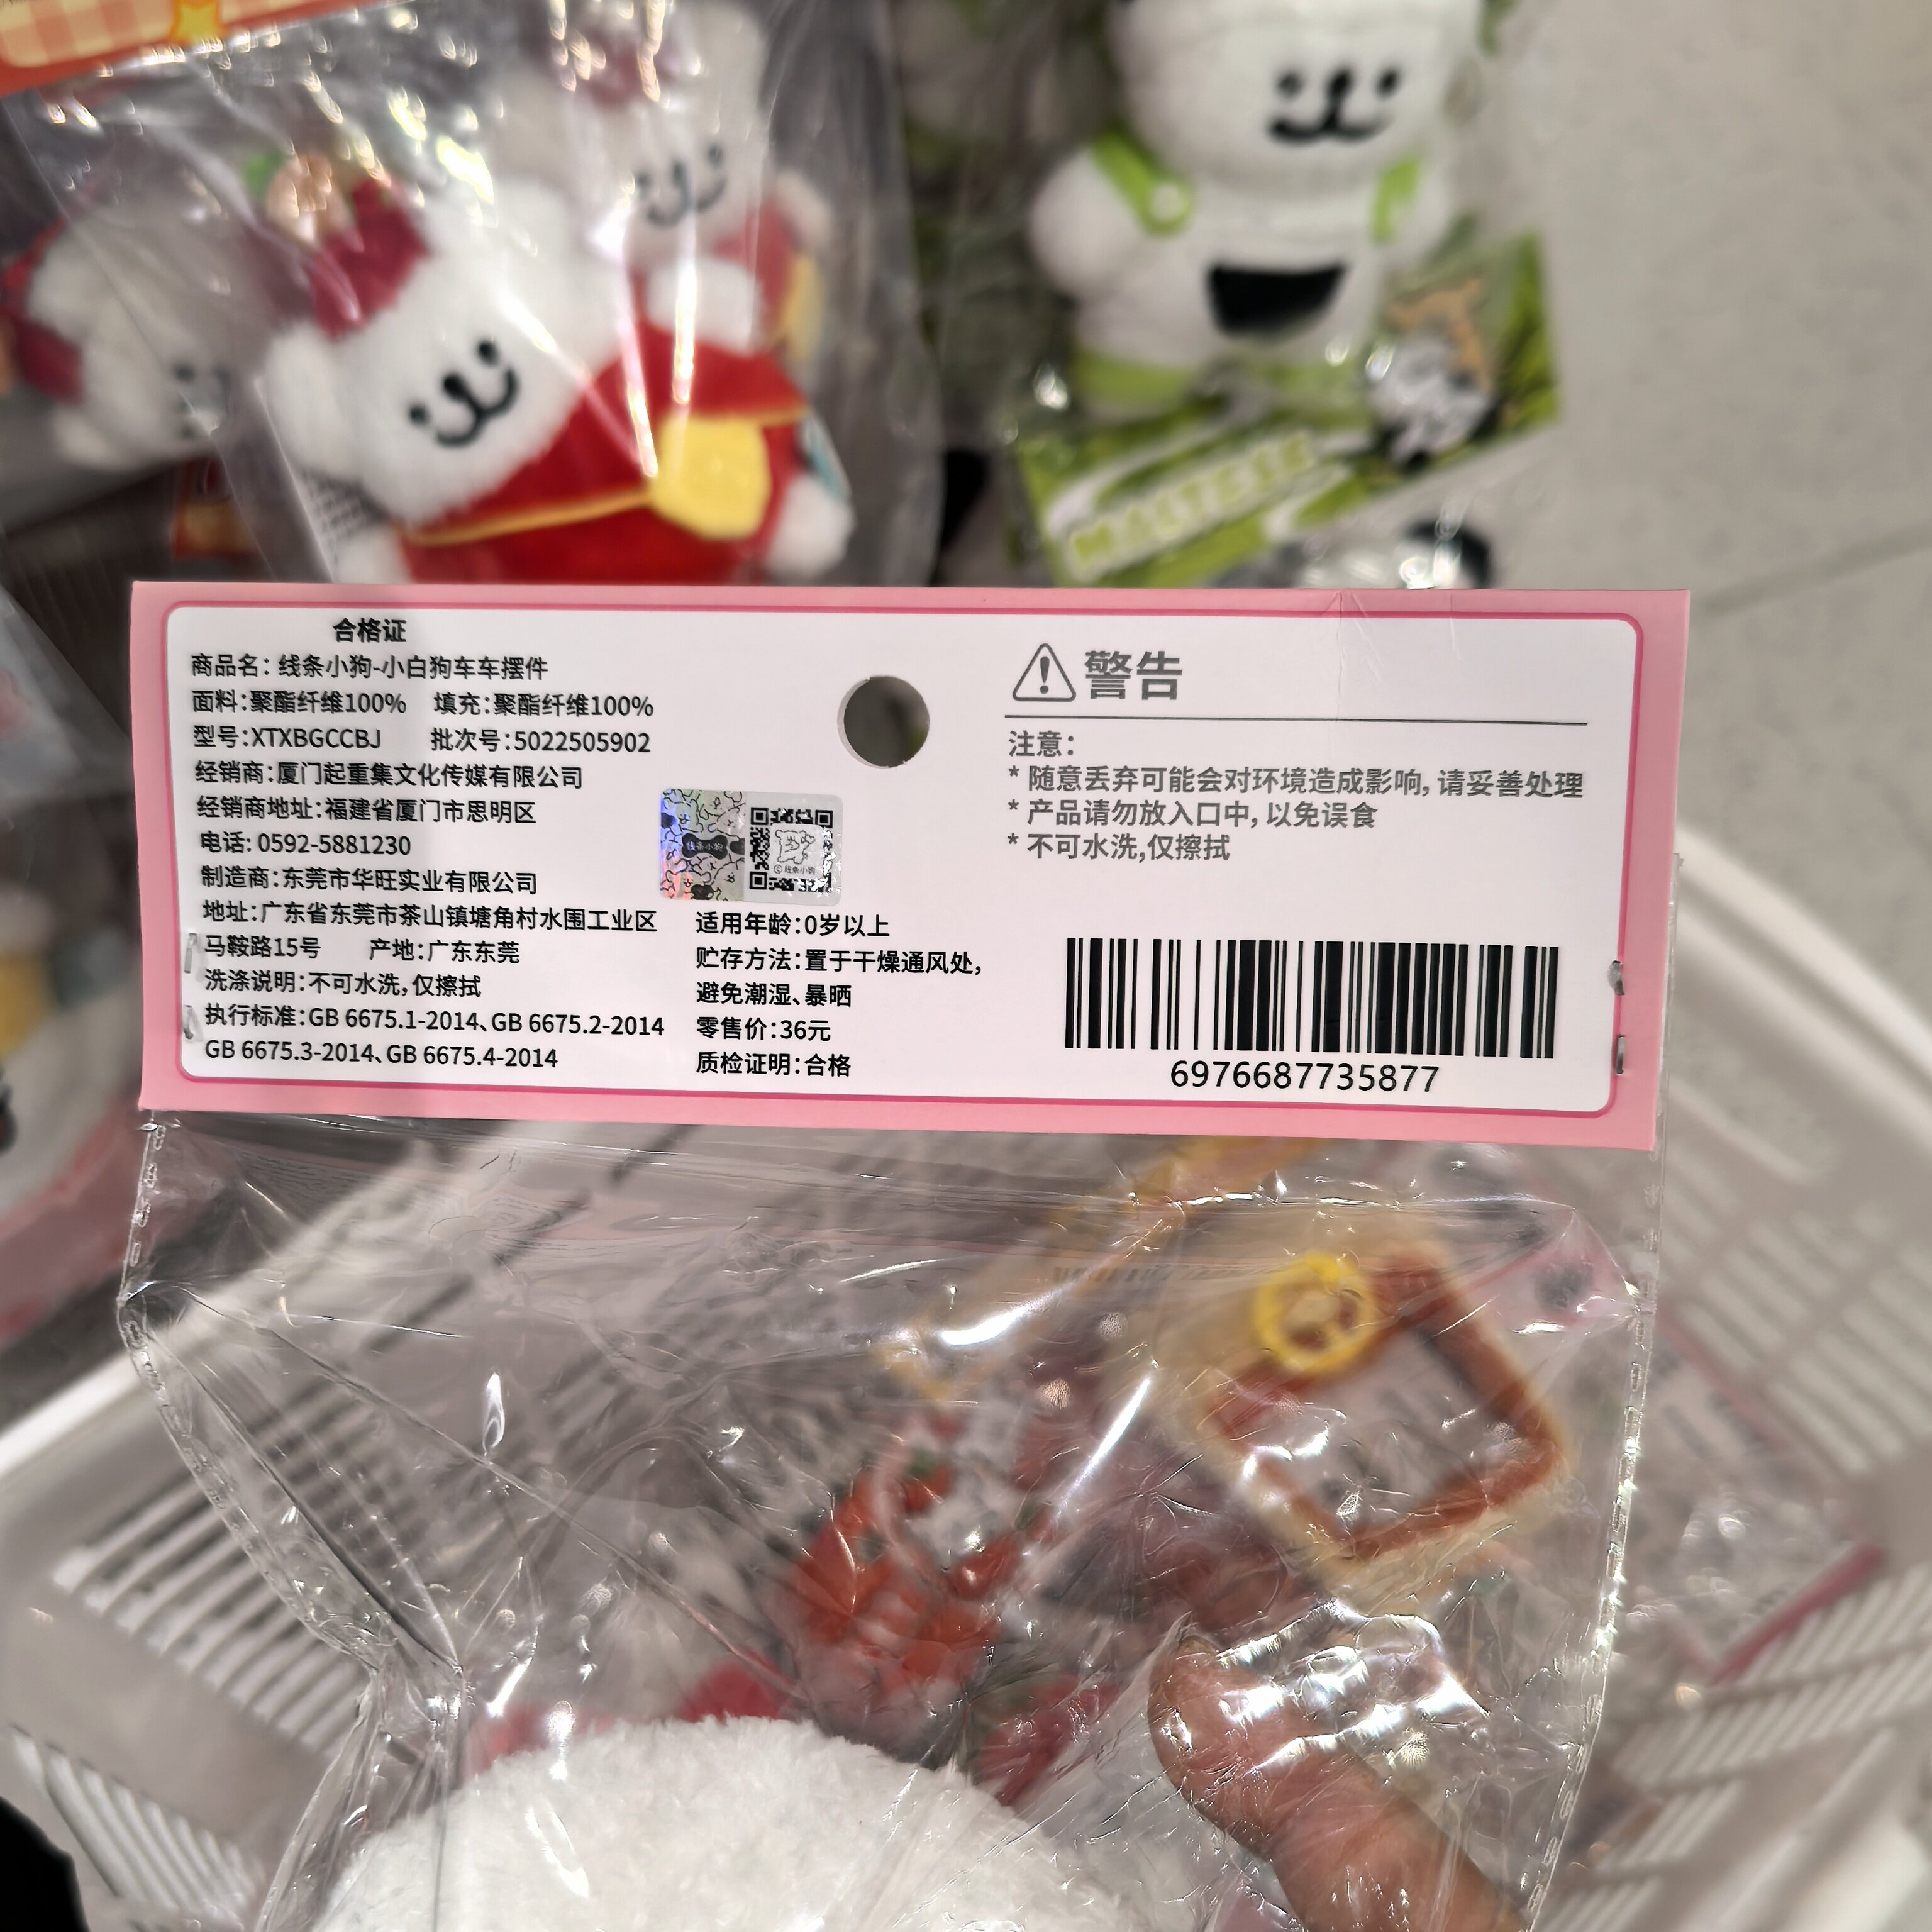 合格证
商品名: 线条小狗-小白狗车车摆件
面料:聚酯纤维100% 填充:聚酯纤维100%
型号:XTXBGCCBJ 批次号:5022505902
经销商:厦门起重集文化传媒有限公司
经销商地址:福建省厦门市思明区
电话: 0592-5881230
制造商:东莞市华旺实业有限公司
地址:广东省东莞市茶山镇塘角村水围工业区
马鞍路15号 产地:广东东莞
洗涤说明:不可水洗,仅擦拭
执行标准:GB 6675.1-2014、GB 6675.2-2014
GB 6675.3-2014、GB 6675.4-2014
线条小狗
©线条小狗
适用年龄:0岁以上
贮存方法:置于干燥通风处,
避免潮湿、暴晒
零售价:36元
质检证明:合格
警告
注意:
* 随意丢弃可能会对环境造成影响, 请妥善处理
* 产品请勿放入口中, 以免误食
* 不可水洗,仅擦拭
6976687735877